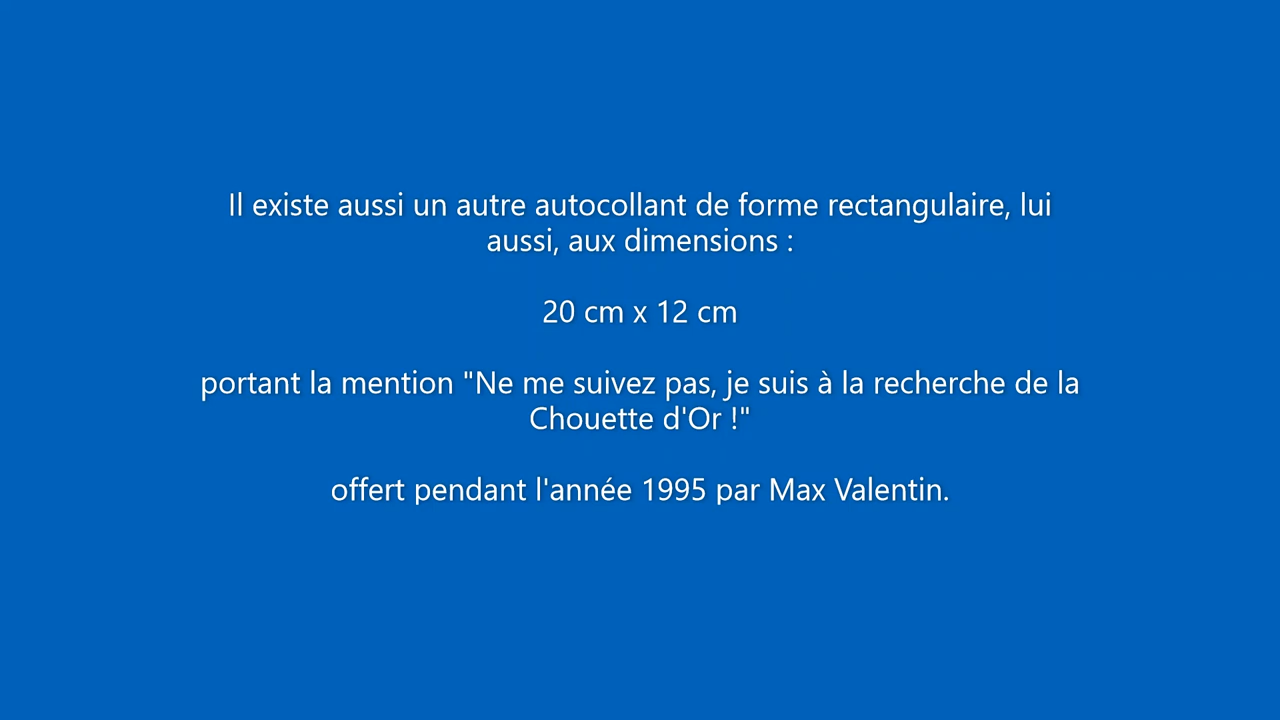 Il existe aussi un autre autocollant de forme rectangulaire, lui
aussi, aux dimensions :
20 cm x 12 cm
portant la mention "Ne me suivez pas, je suis à la recherche de la
Chouette d'Or !"
offert pendant l'année 1995 par Max Valentin.